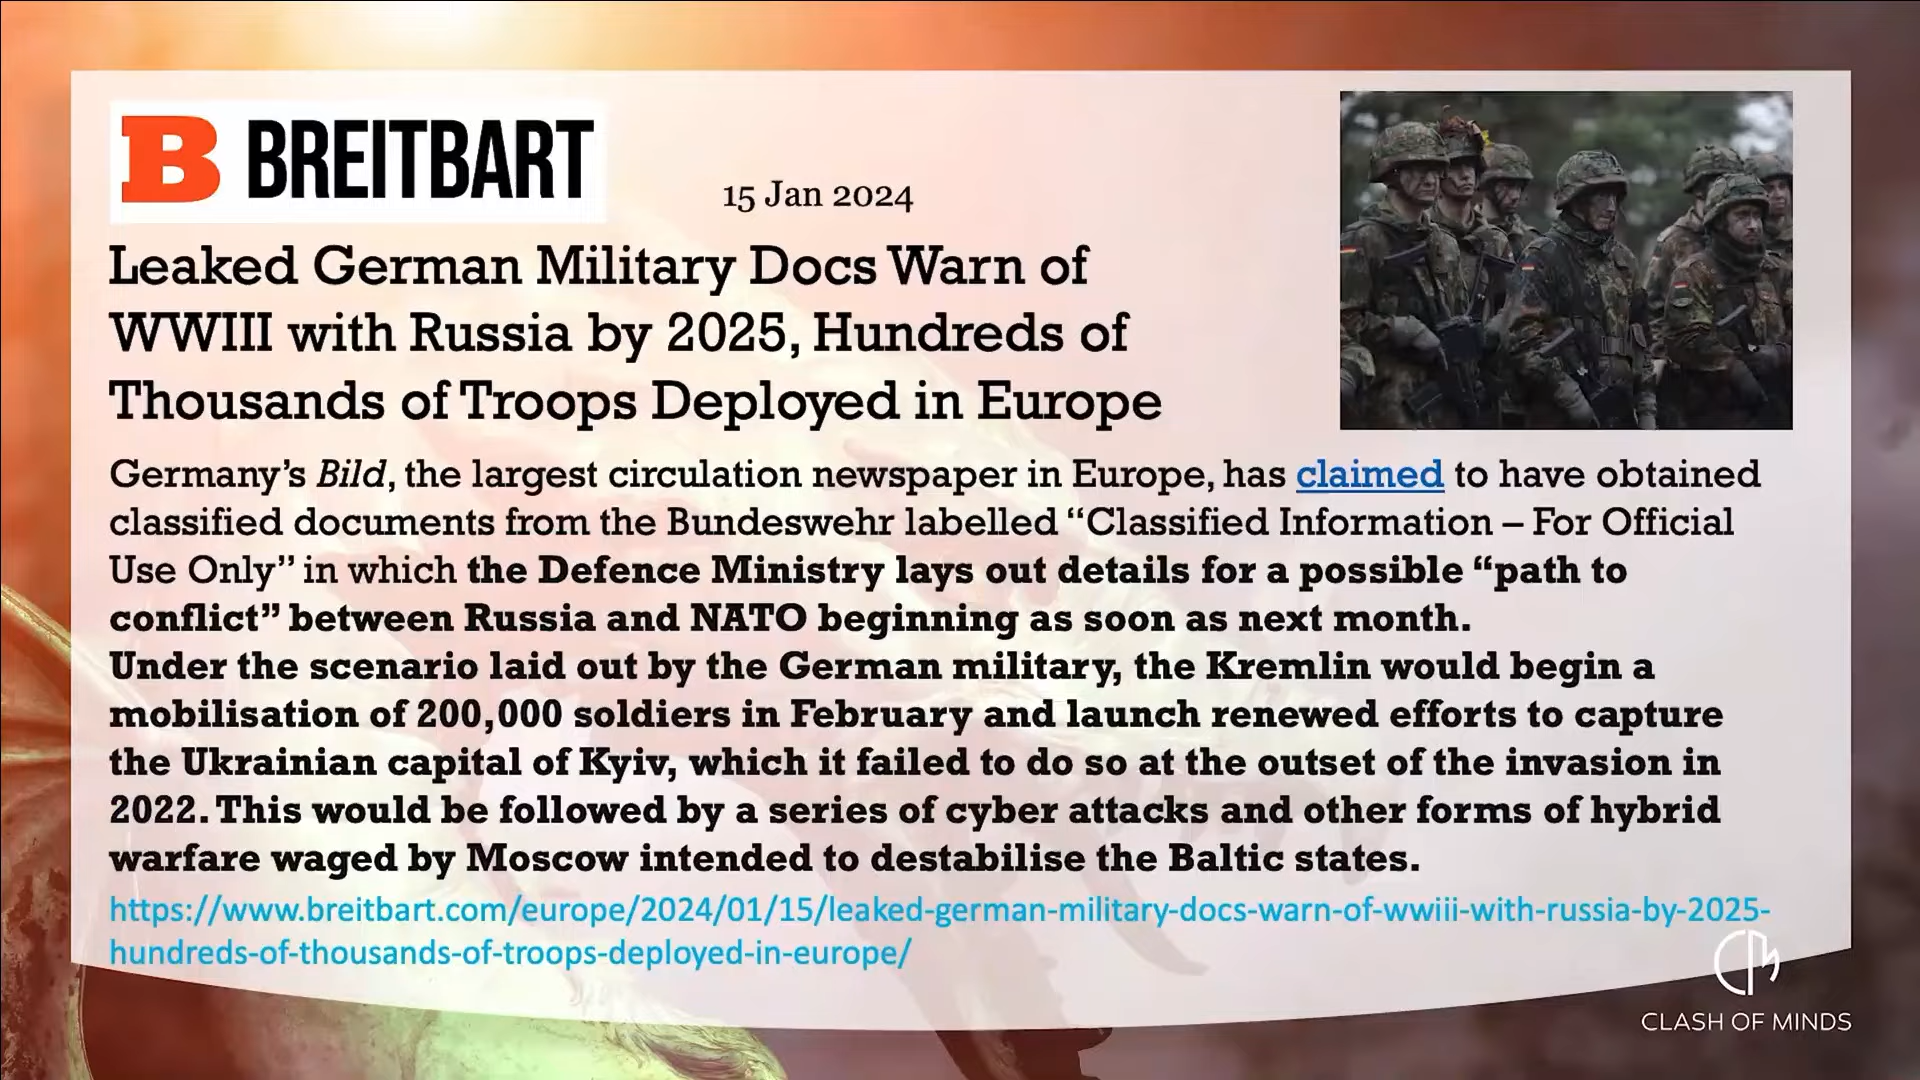 B BREITBART
15 Jan 2024
Leaked German Military Docs Warn of
WWIII with Russia by 2025, Hundreds of
Thousands of Troops Deployed in Europe
Germany’s Bild, the largest circulation newspaper in Europe, has claimed to have obtained
classified documents from the Bundeswehr labelled “Classified Information – For Official
Use Only” in which the Defence Ministry lays out details for a possible “path to
conflict” between Russia and NATO beginning as soon as next month.
Under the scenario laid out by the German military, the Kremlin would begin a
mobilisation of 200,000 soldiers in February and launch renewed efforts to capture
the Ukrainian capital of Kyiv, which it failed to do so at the outset of the invasion in
2022. This would be followed by a series of cyber attacks and other forms of hybrid
warfare waged by Moscow intended to destabilise the Baltic states.
https://www.breitbart.com/europe/2024/01/15/leaked-german-military-docs-warn-of-wwiii-with-russia-by-2025-
hundreds-of-thousands-of-troops-deployed-in-europe/
CLASH OF MINDS